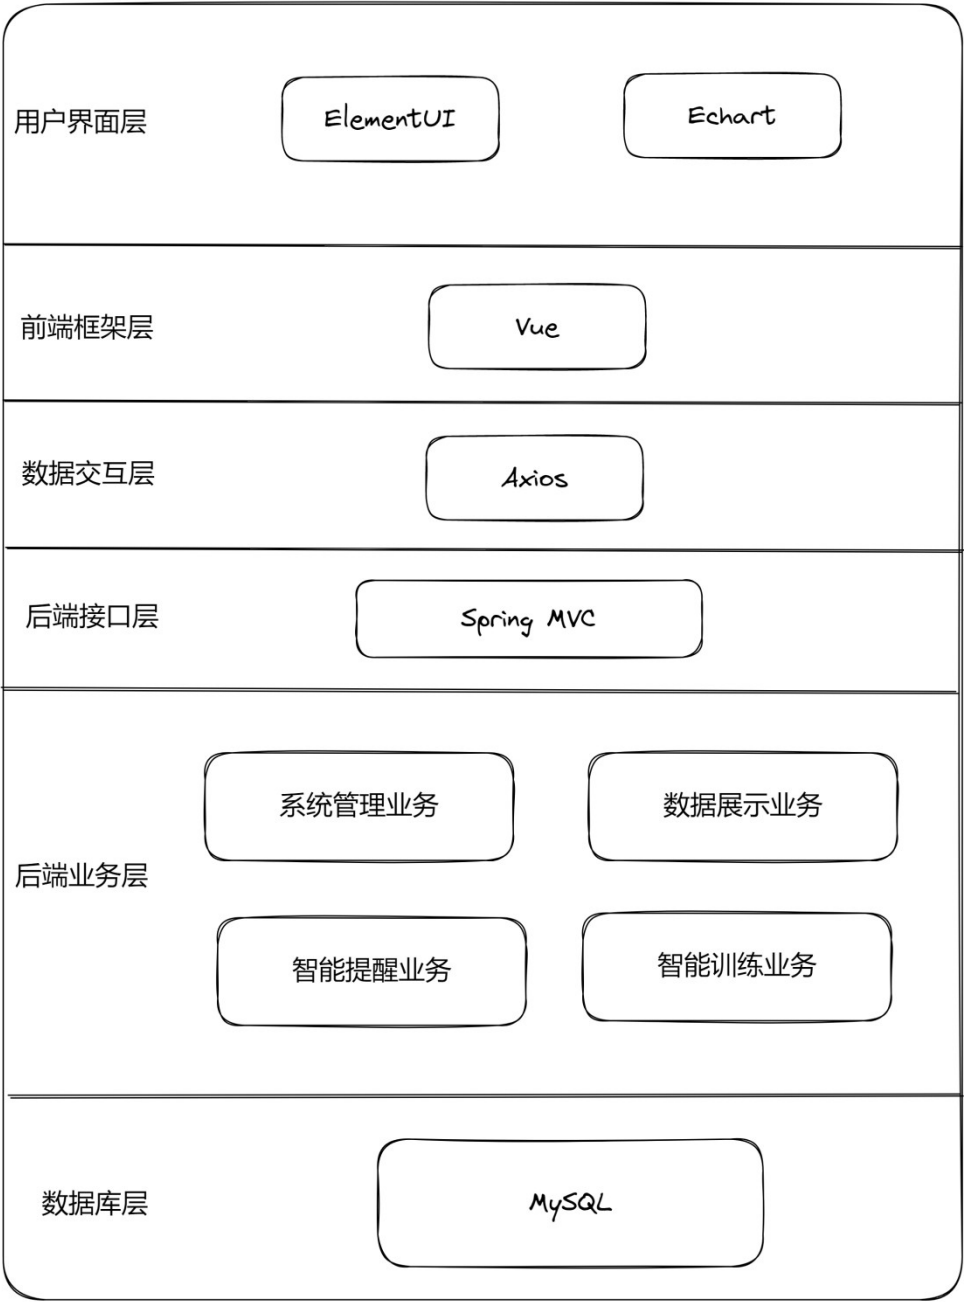 用户界面层
ElementUI
Echart
前端框架层
Vue
数据交互层
Axios
后端接口层
Spring MVC
系统管理业务
数据展示业务
后端业务层
智能提醒业务
智能训练业务
数据库层
MySQL